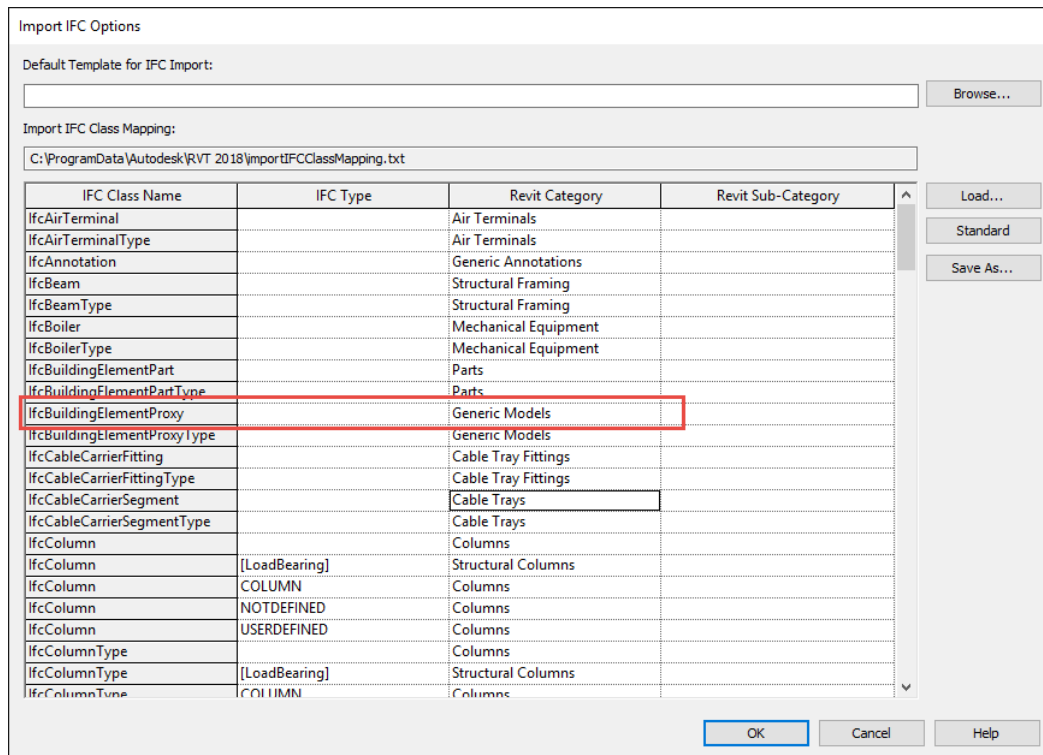 Import IFC Options
Default Template for IFC Import:
Browse...
Import IFC Class Mapping:
C:\ProgramData\Autodesk\RVT 2018\importIFCClassMapping.txt
IFC Class Name IFC Type Revit Category Revit Sub-Category Load...
IfcAirTerminal Air Terminals
IfcAirTerminalType Air Terminals Standard
IfcAnnotation Generic Annotations Save As...
IfcBeam Structural Framing
IfcBeamType Structural Framing
IfcBoiler Mechanical Equipment
IfcBoilerType Mechanical Equipment
IfcBuildingElementPart Parts
IfcBuildingElementPartType Parts
IfcBuildingElementProxy Generic Models
IfcBuildingElementProxyType Generic Models
IfcCableCarrierFitting Cable Tray Fittings
IfcCableCarrierFittingType Cable Tray Fittings
IfcCableCarrierSegment Cable Trays
IfcCableCarrierSegmentType Cable Trays
IfcColumn Columns
IfcColumn [LoadBearing] Structural Columns
IfcColumn COLUMN Columns
IfcColumn NOTDEFINED Columns
IfcColumn USERDEFINED Columns
IfcColumnType Columns
IfcColumnType [LoadBearing] Structural Columns
IfcColumnType COLUMN Columns
OK Cancel Help